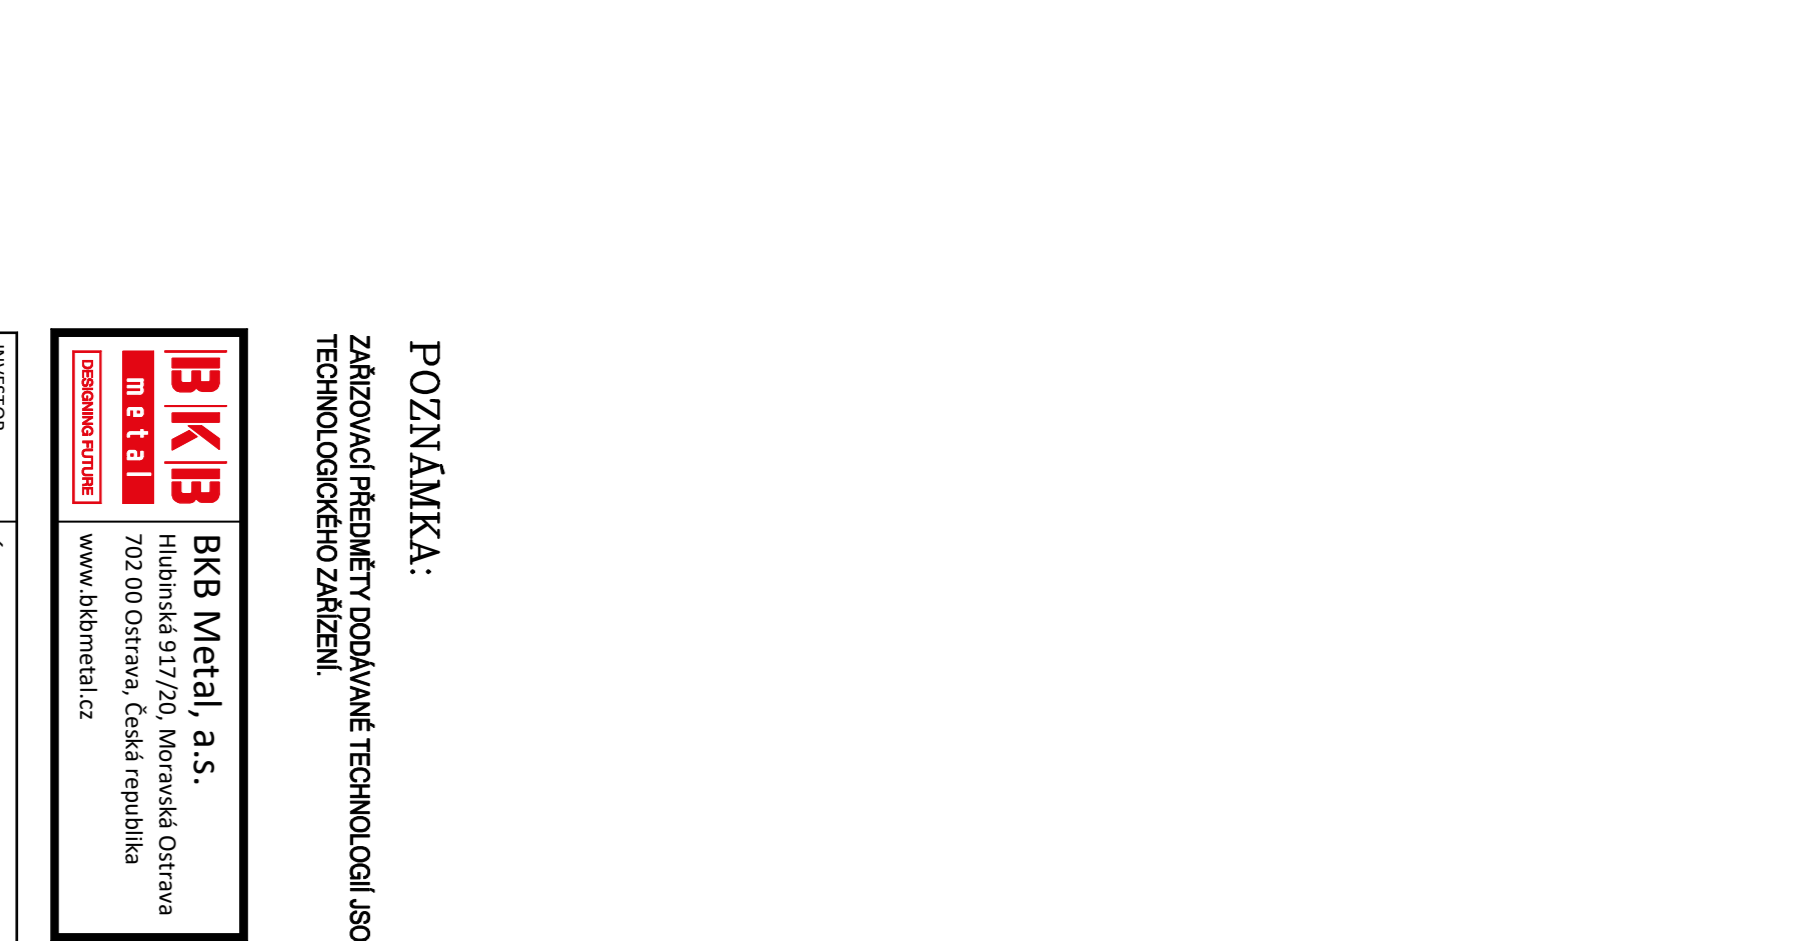 POZNÁMKA:
ZAŘIZOVACÍ PŘEDMĚTY DODÁVANÉ TECHNOLOGIÍ JSO
TECHNOLOGICKÉHO ZAŘÍZENÍ.
BKB
metal
DESIGNING FUTURE
BKB Metal, a.s.
Hlubinská 917/20, Moravská Ostrava
702 00 Ostrava, Česká republika
www.bkbmetal.cz
INVESTOR